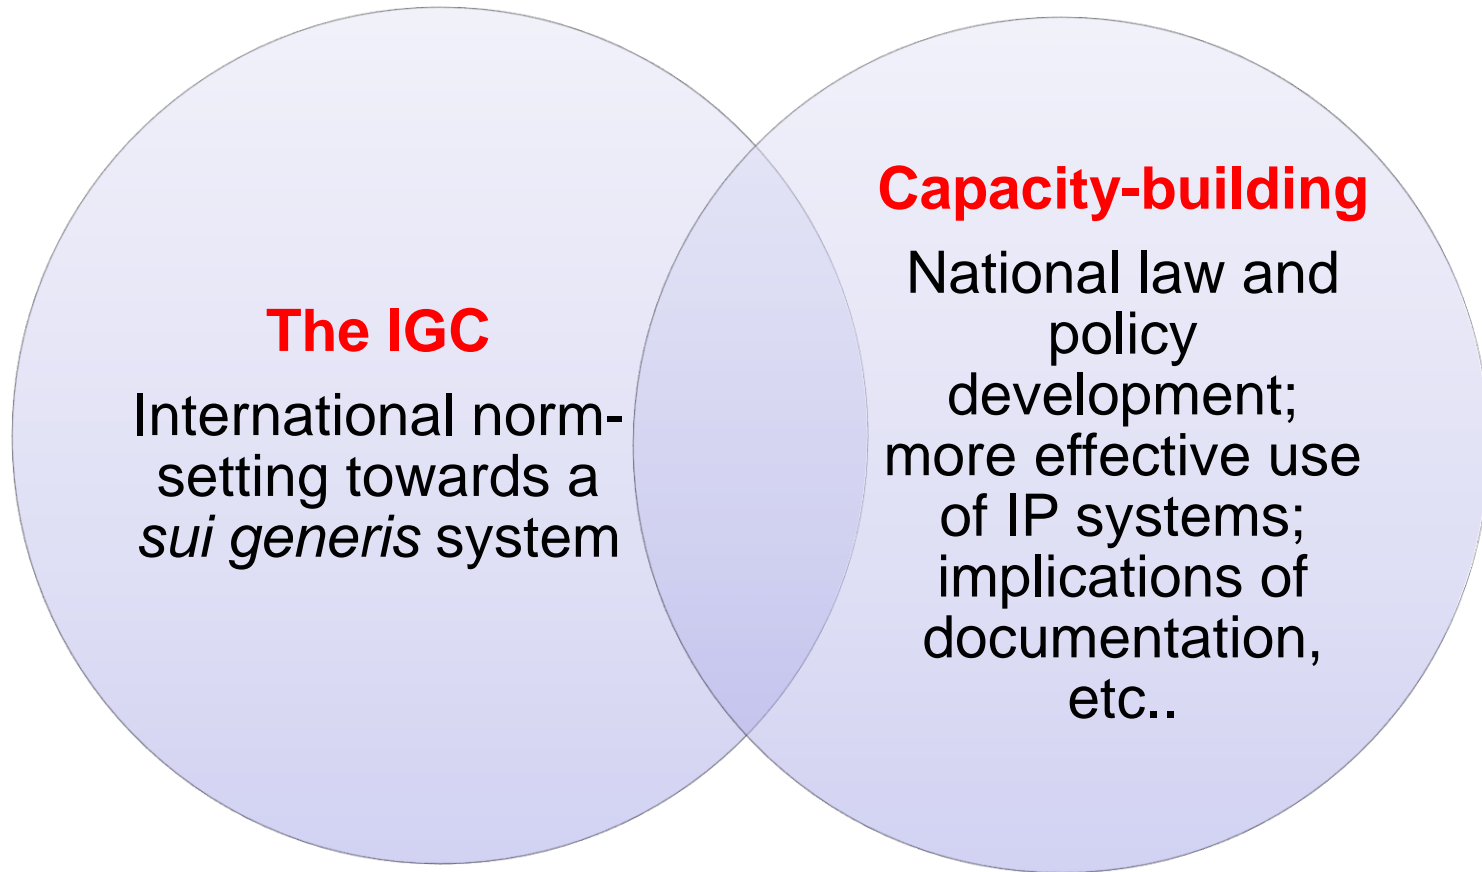 The IGC
International norm-
setting towards a
sui generis system
Capacity-building
National law and
policy
development;
more effective use
of IP systems;
implications of
documentation,
etc..